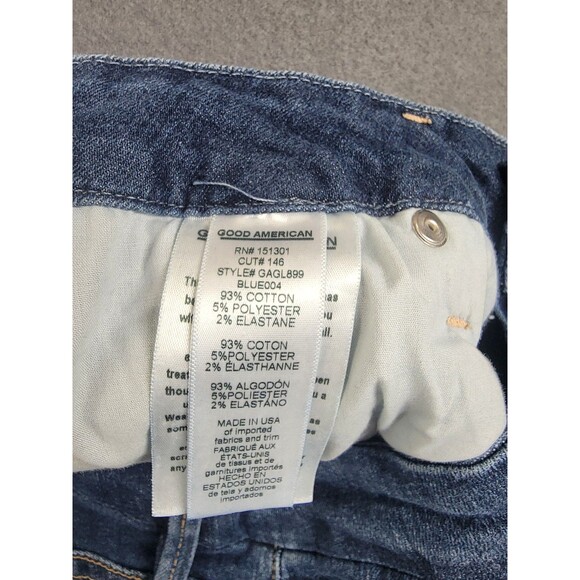 GOOD AMERICAN
RN# 151301
CUT# 146
STYLE# GAGL899
BLUE004
93% COTTON
5% POLYESTER
2% ELASTANE
93% COTON
5%POLYESTER
2% ÉLASTHANNE
93% ALGODÓN
5%POLIESTER
2% ELASTANO
MADE IN USA
of imported
fabrics and trim
FABRIQUÉ AUX
ÉTATS-UNIS
de tissus et de
garnitures importés
HECHO EN
ESTADOS UNIDOS
de tela y adornos
importados